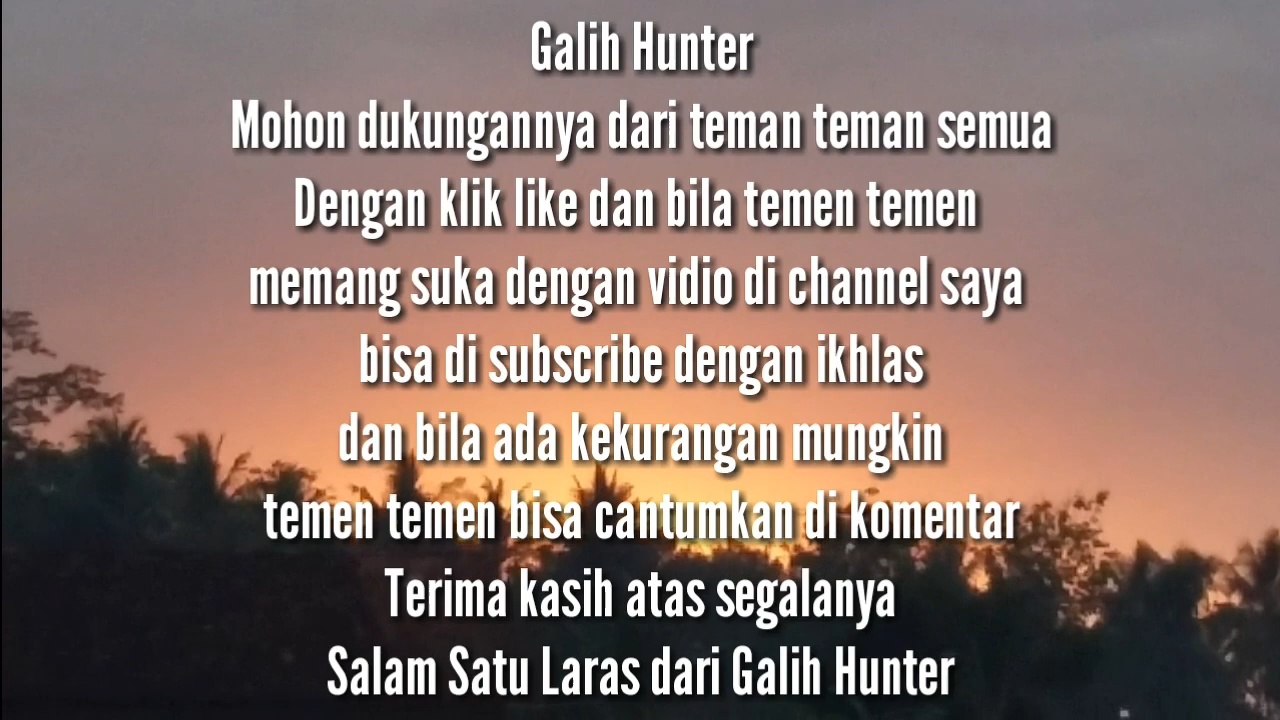 Galih Hunter
Mohon dukungannya dari teman teman semua
Dengan klik like dan bila temen temen
memang suka dengan vidio di channel saya
bisa di subscribe dengan ikhlas
dan bila ada kekurangan mungkin
temen temen bisa cantumkan di komentar
Terima kasih atas segalanya
Salam Satu Laras dari Galih Hunter